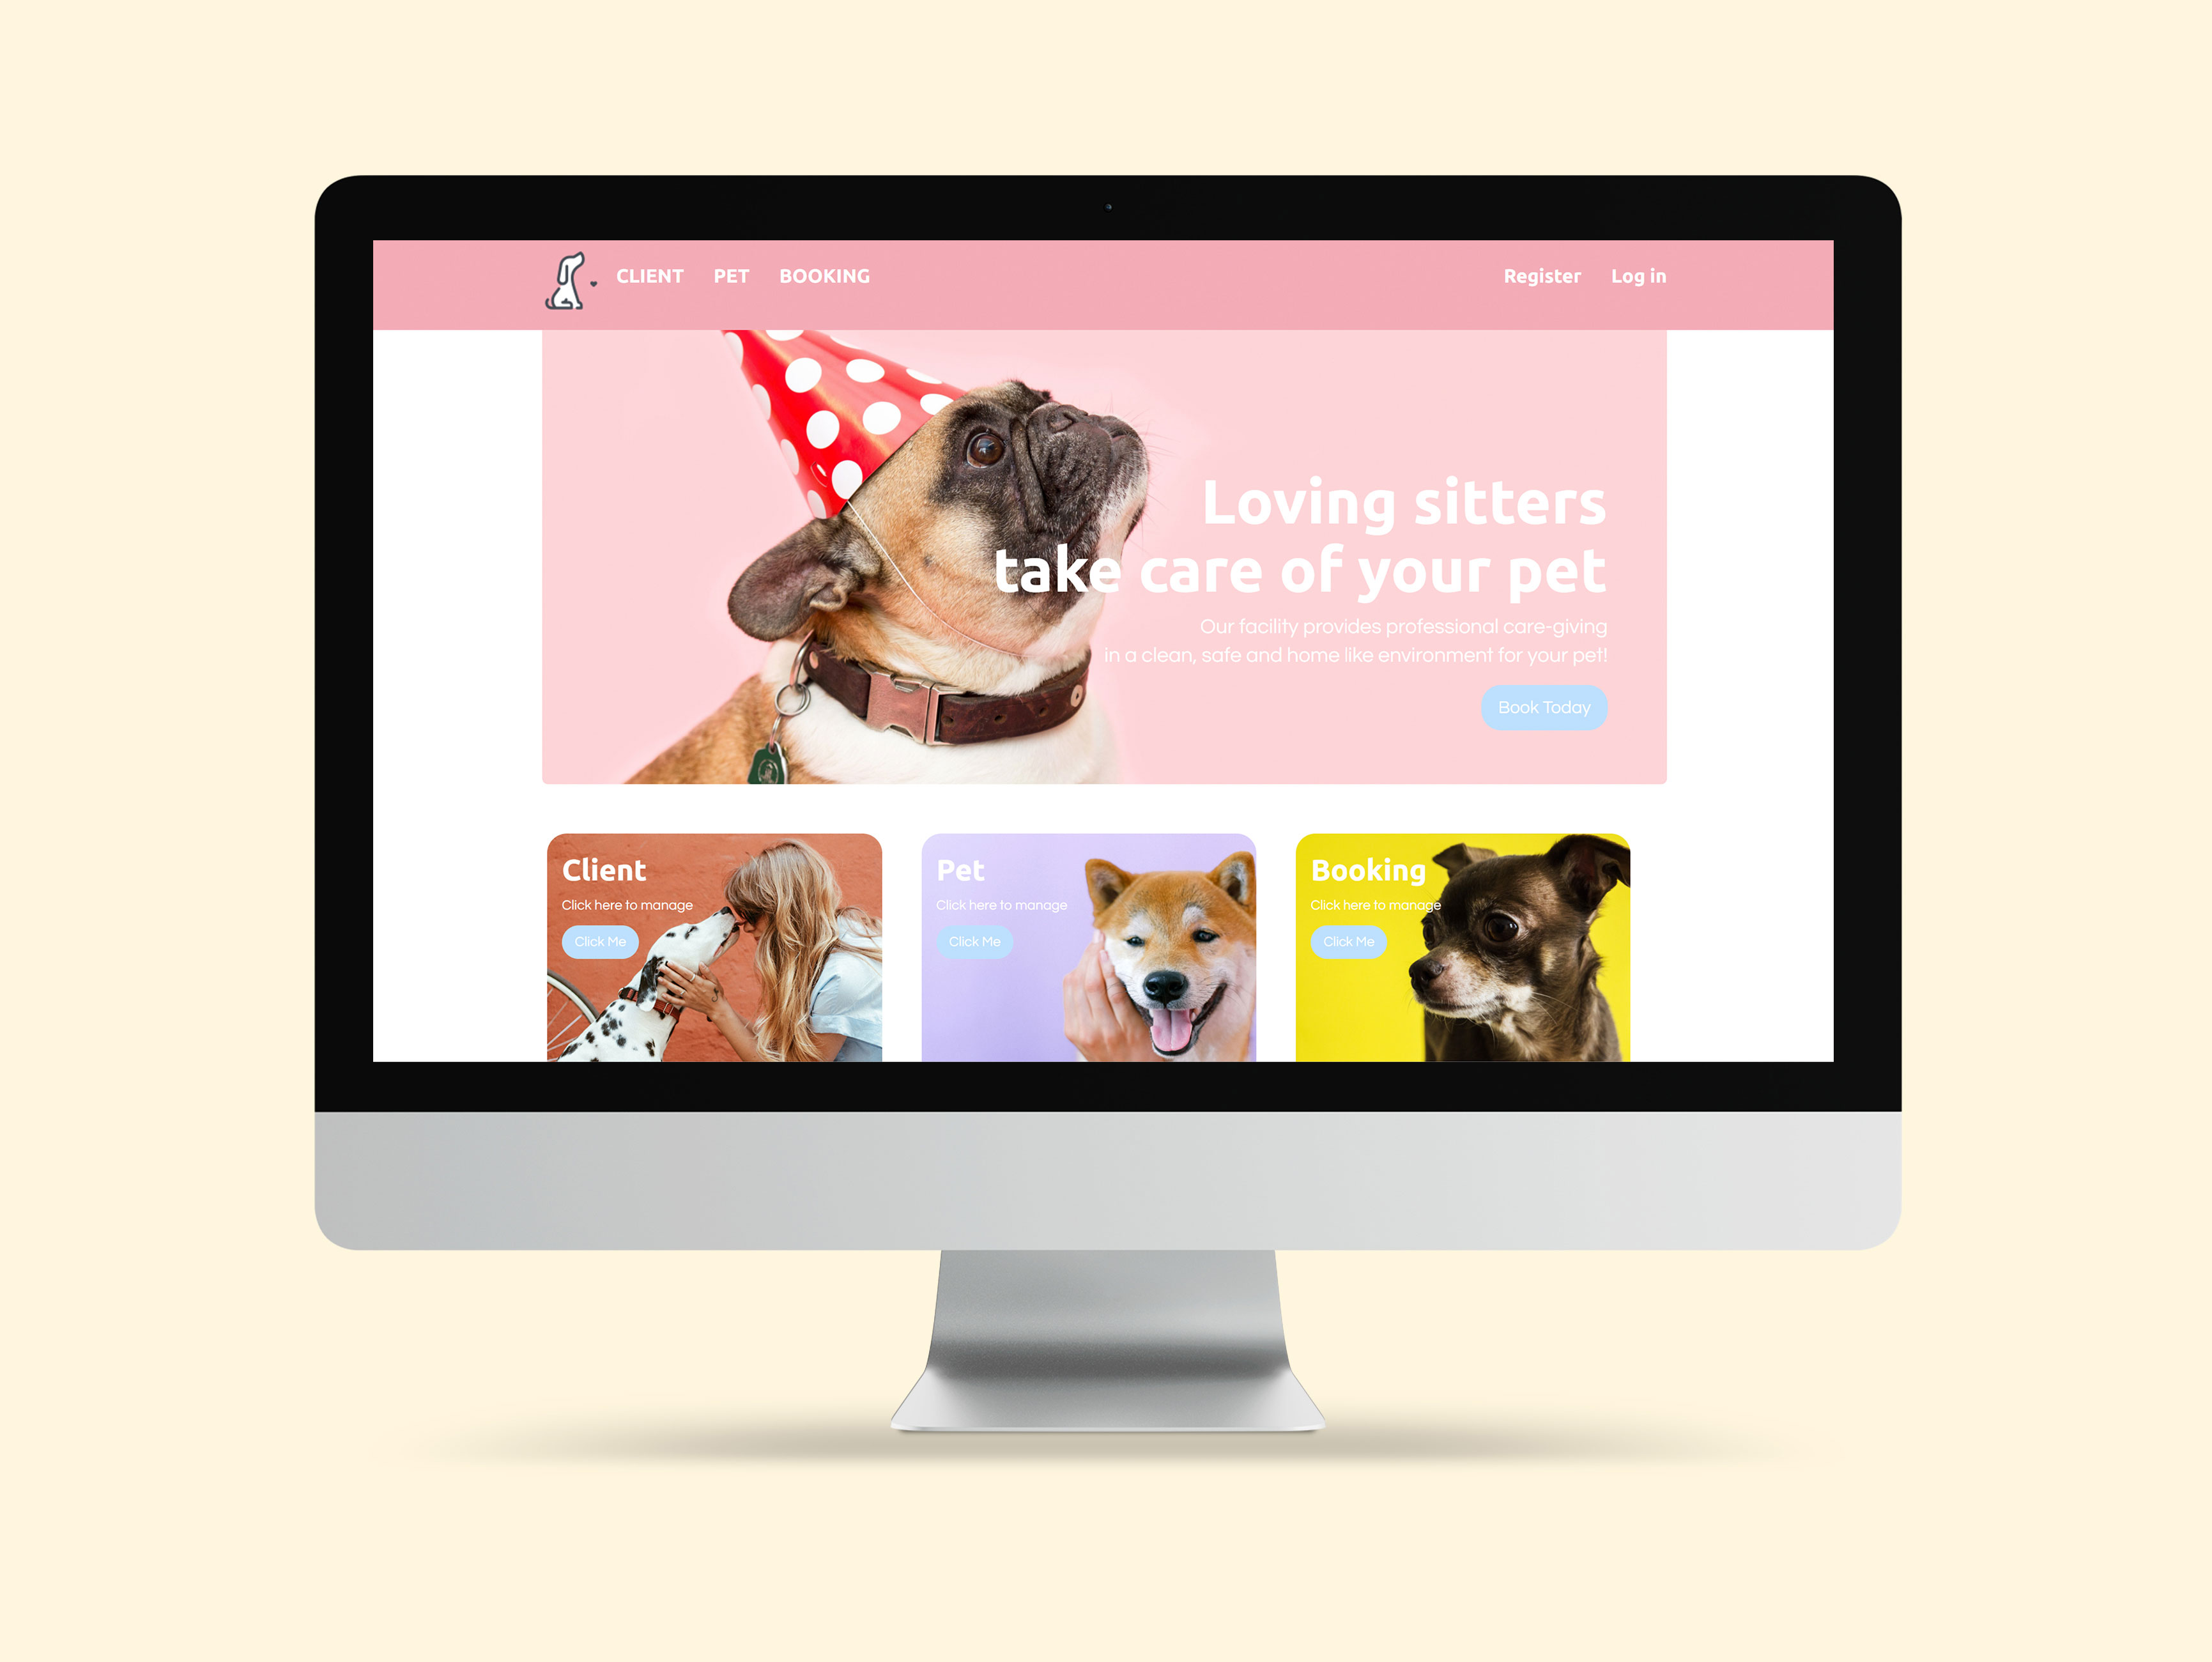 CLIENT PET BOOKING Register Log in
Loving sitters
take care of your pet
Our facility provides professional care-giving
in a clean, safe and home like environment for your pet!
Book Today
Client
Click here to manage
Click Me
Pet
Click here to manage
Click Me
Booking
Click here to manage
Click Me